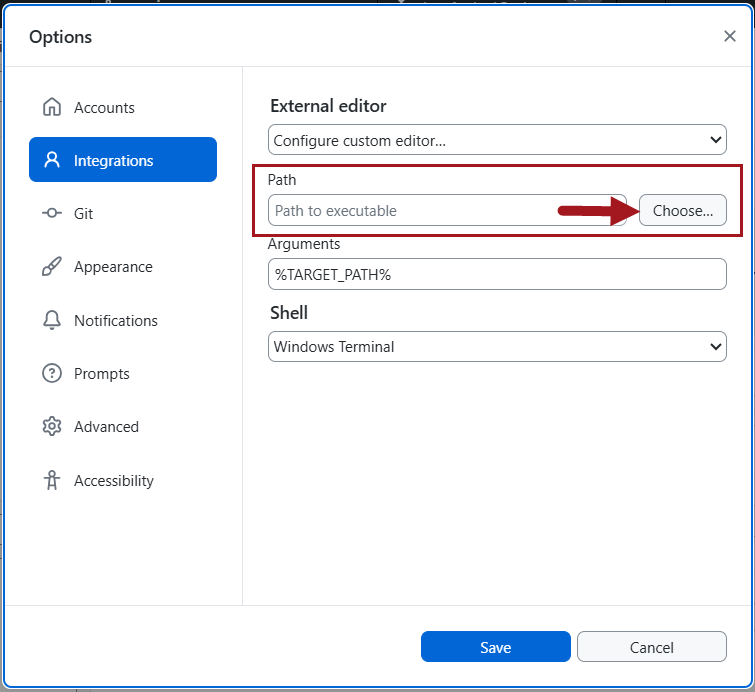 Options
Accounts
Integrations
Git
Appearance
Notifications
Prompts
Advanced
Accessibility
External editor
Configure custom editor...
Path
Path to executable
Choose...
Arguments
%TARGET_PATH%
Shell
Windows Terminal
Save
Cancel